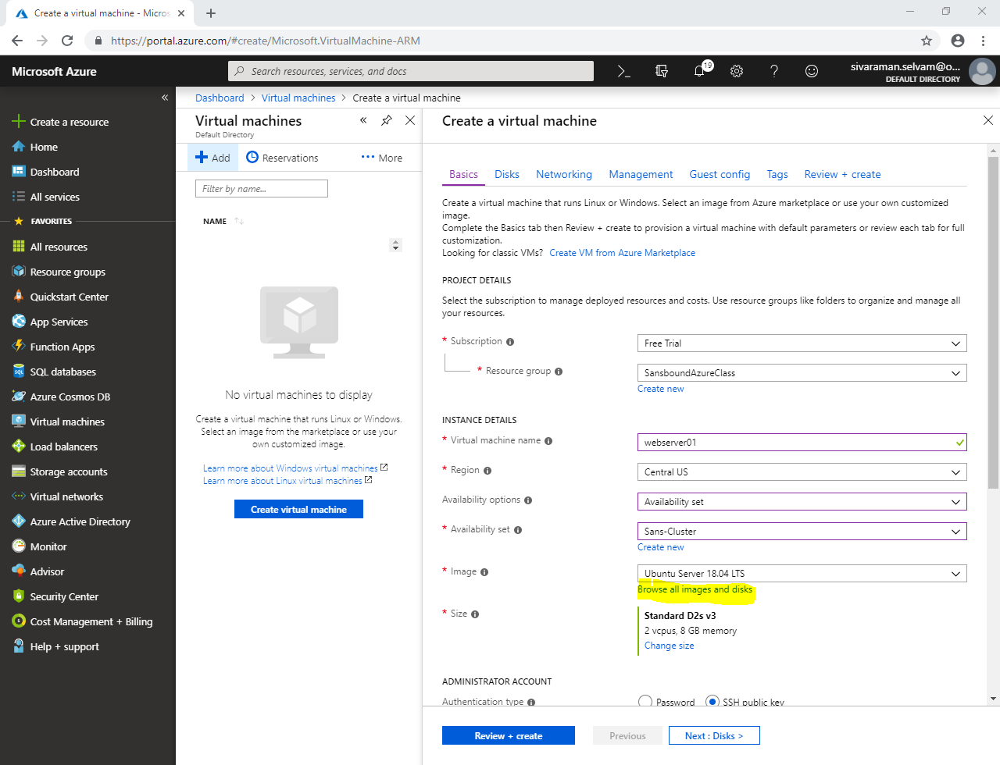 Create a virtual machine - Micros
https://portal.azure.com/#create/Microsoft.VirtualMachine-ARM
Microsoft Azure
Search resources, services, and docs
19
sivaraman.selvam@o...
DEFAULT DIRECTORY
Create a resource
Home
Dashboard
All services
FAVORITES
All resources
Resource groups
Quickstart Center
App Services
Function Apps
SQL databases
Azure Cosmos DB
Virtual machines
Load balancers
Storage accounts
Virtual networks
Azure Active Directory
Monitor
Advisor
Security Center
Cost Management + Billing
Help + support
Dashboard > Virtual machines > Create a virtual machine
Virtual machines
Default Directory
Add
Reservations
More
Filter by name...
NAME
No virtual machines to display
Create a virtual machine that runs Linux or Windows.
Select an image from the marketplace or use your
own customized image.
Learn more about Windows virtual machines
Learn more about Linux virtual machines
Create virtual machine
Create a virtual machine
Basics Disks Networking Management Guest config Tags Review + create
Create a virtual machine that runs Linux or Windows. Select an image from Azure marketplace or use your own customized
image.
Complete the Basics tab then Review + create to provision a virtual machine with default parameters or review each tab for full
customization.
Looking for classic VMs? Create VM from Azure Marketplace
PROJECT DETAILS
Select the subscription to manage deployed resources and costs. Use resource groups like folders to organize and manage all
your resources.
* Subscription
Free Trial
* Resource group
SansboundAzureClass
Create new
INSTANCE DETAILS
* Virtual machine name
webserver01
* Region
Central US
Availability options
Availability set
* Availability set
Sans-Cluster
Create new
* Image
Ubuntu Server 18.04 LTS
Browse all images and disks
* Size
Standard D2s v3
2 vcpus, 8 GB memory
Change size
ADMINISTRATOR ACCOUNT
Authentication type
Password SSH public key
Review + create
Previous
Next : Disks >